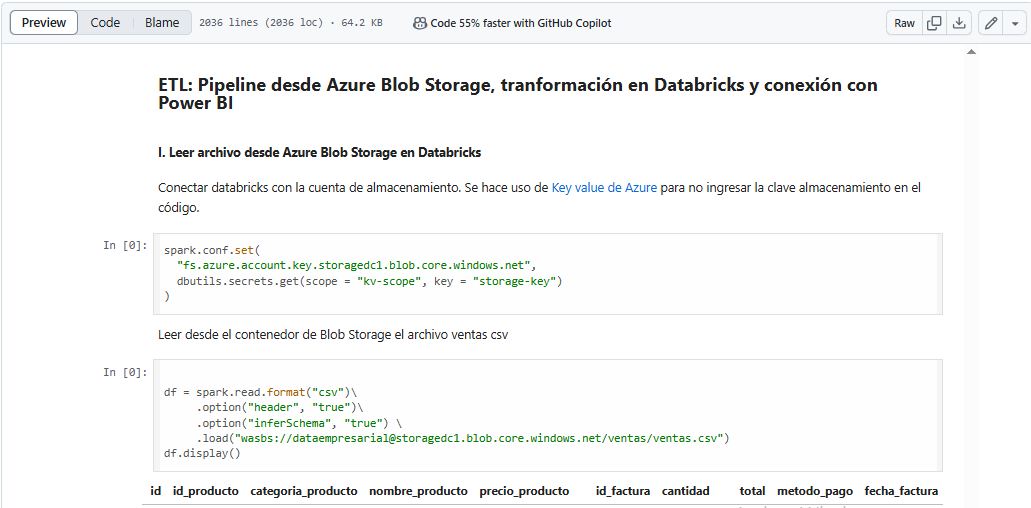 Preview Code Blame 2036 lines (2036 loc) · 64.2 KB Code 55% faster with GitHub Copilot Raw
ETL: Pipeline desde Azure Blob Storage, tranformación en Databricks y conexión con
Power BI
I. Leer archivo desde Azure Blob Storage en Databricks
Conectar databricks con la cuenta de almacenamiento. Se hace uso de Key value de Azure para no ingresar la clave almacenamiento en el
código.
In [0]: spark.conf.set(
"fs.azure.account.key.storagedc1.blob.core.windows.net",
dbutils.secrets.get(scope = "kv-scope", key = "storage-key")
)
Leer desde el contenedor de Blob Storage el archivo ventas csv
In [0]:
df = spark.read.format("csv")\
.option("header", "true")\
.option("inferSchema", "true") \
.load("wasbs://dataempresarial@storagedc1.blob.core.windows.net/ventas/ventas.csv")
df.display()
id id_producto categoria_producto nombre_producto precio_producto id_factura cantidad total metodo_pago fecha_factura